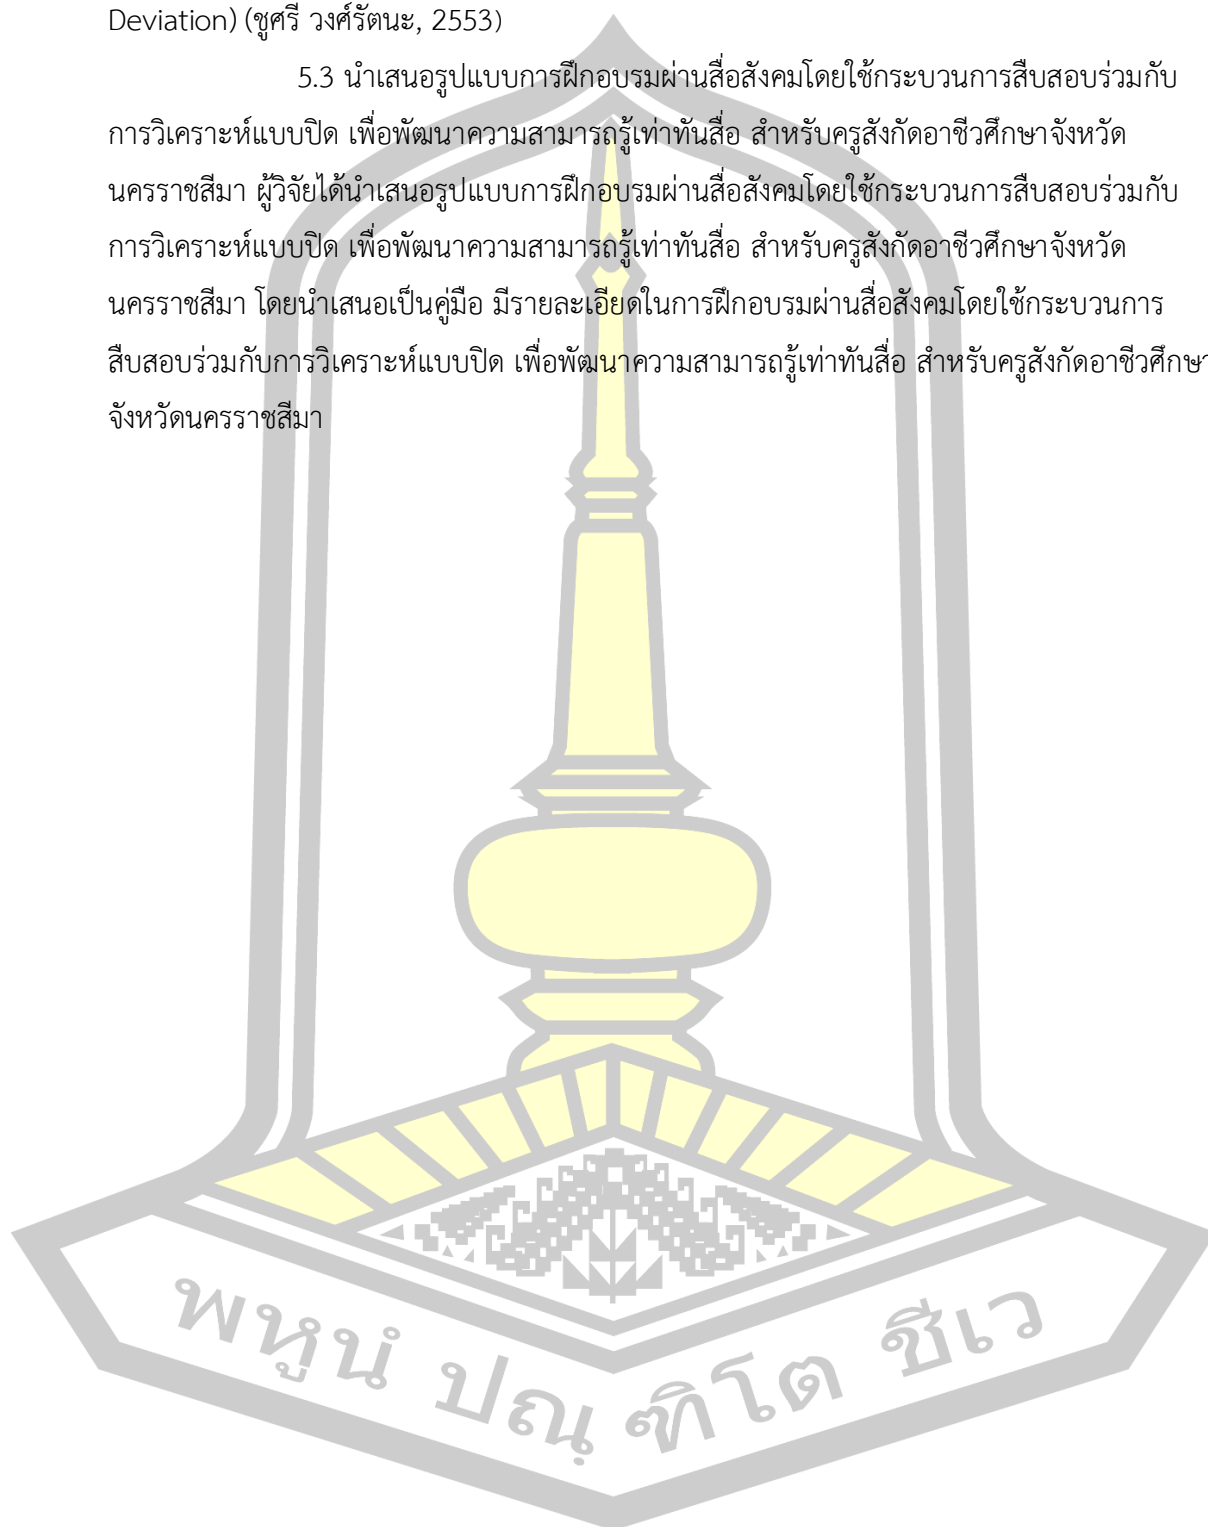 Deviation) (ชูศรี วงศ์รัตนะ, 2553)
5.3 นำเสนอรูปแบบการฝึกอบรมผ่านสื่อสังคมโดยใช้กระบวนการสืบสอบร่วมกับ
การวิเคราะห์แบบปิด เพื่อพัฒนาความสามารถรู้เท่าทันสื่อ สำหรับครูสังกัดอาชีวศึกษาจังหวัด
นครราชสีมา ผู้วิจัยได้นำเสนอรูปแบบการฝึกอบรมผ่านสื่อสังคมโดยใช้กระบวนการสืบสอบร่วมกับ
การวิเคราะห์แบบปิด เพื่อพัฒนาความสามารถรู้เท่าทันสื่อ สำหรับครูสังกัดอาชีวศึกษาจังหวัด
นครราชสีมา โดยนำเสนอเป็นคู่มือ มีรายละเอียดในการฝึกอบรมผ่านสื่อสังคมโดยใช้กระบวนการ
สืบสอบร่วมกับการวิเคราะห์แบบปิด เพื่อพัฒนาความสามารถรู้เท่าทันสื่อ สำหรับครูสังกัดอาชีวศึกษา
จังหวัดนครราชสีมา
พหูนํ ปณฺฑิโต ชีเว